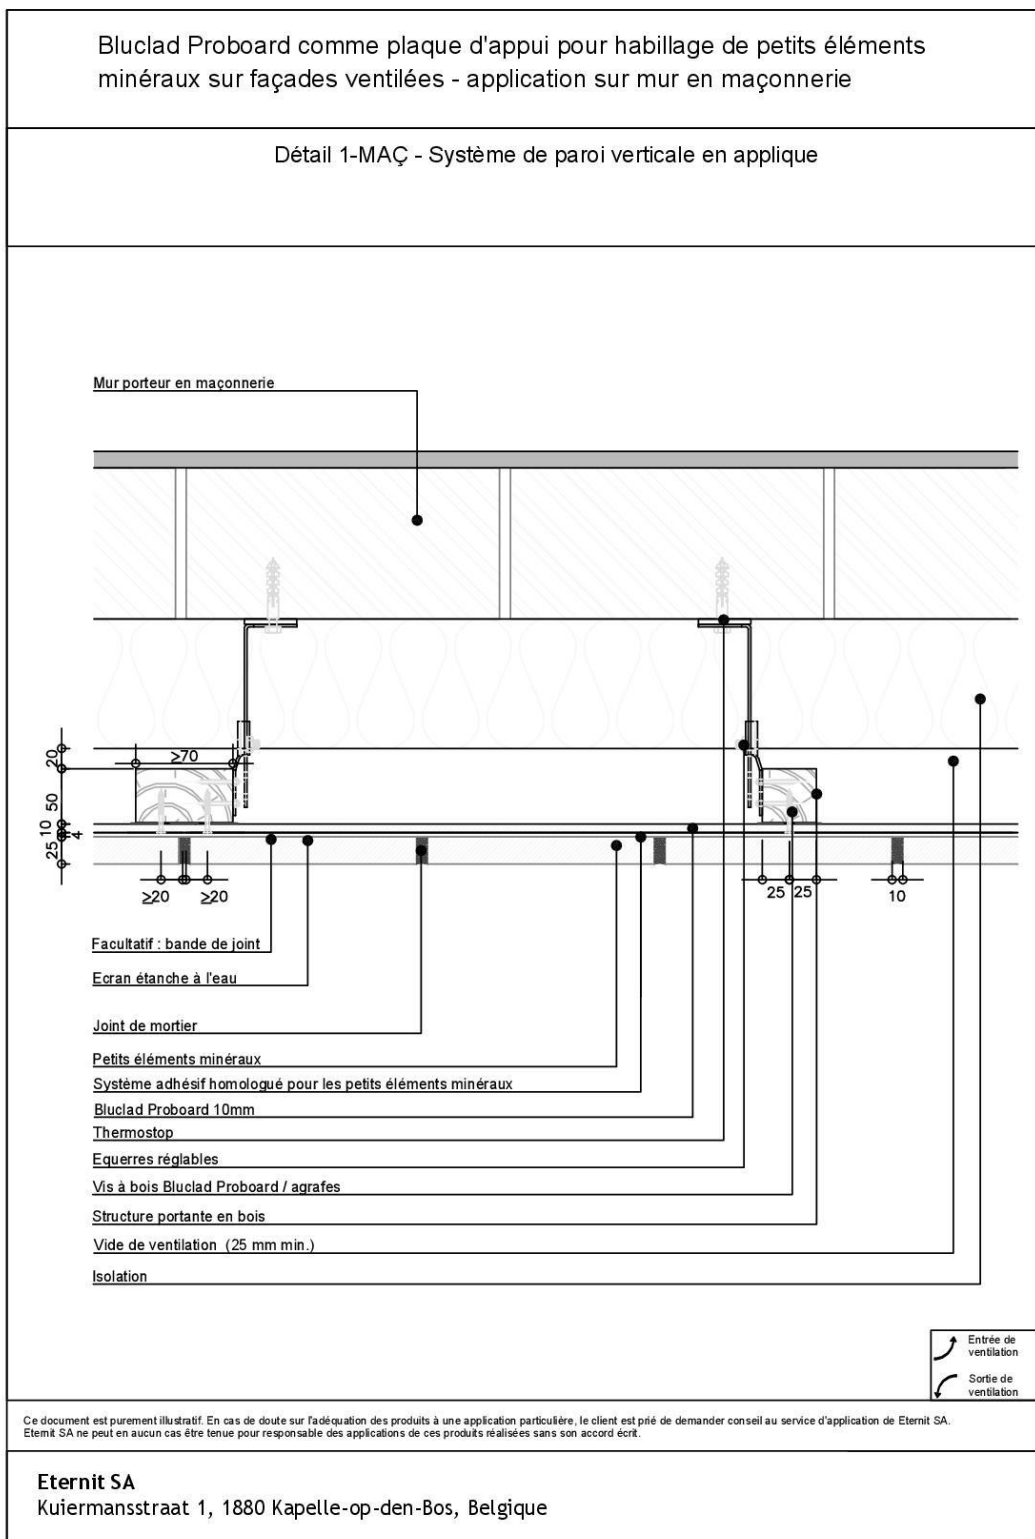 Bluclad Proboard comme plaque d'appui pour habillage de petits éléments
minéraux sur façades ventilées - application sur mur en maçonnerie
Détail 1-MAÇ - Système de paroi verticale en applique
Mur porteur en maçonnerie
20
≥70
50
10
4
25
≥20
≥20
25
25
10
Facultatif : bande de joint
Ecran étanche à l'eau
Joint de mortier
Petits éléments minéraux
Système adhésif homologué pour les petits éléments minéraux
Bluclad Proboard 10mm
Thermostop
Equerres réglables
Vis à bois Bluclad Proboard / agrafes
Structure portante en bois
Vide de ventilation (25 mm min.)
Isolation
Entrée de
ventilation
Sortie de
ventilation
Ce document est purement illustratif. En cas de doute sur l'adéquation des produits à une application particulière, le client est prié de demander conseil au service d'application de Eternit SA.
Eternit SA ne peut en aucun cas être tenue pour responsable des applications de ces produits réalisées sans son accord écrit.
Eternit SA
Kuiermansstraat 1, 1880 Kapelle-op-den-Bos, Belgique